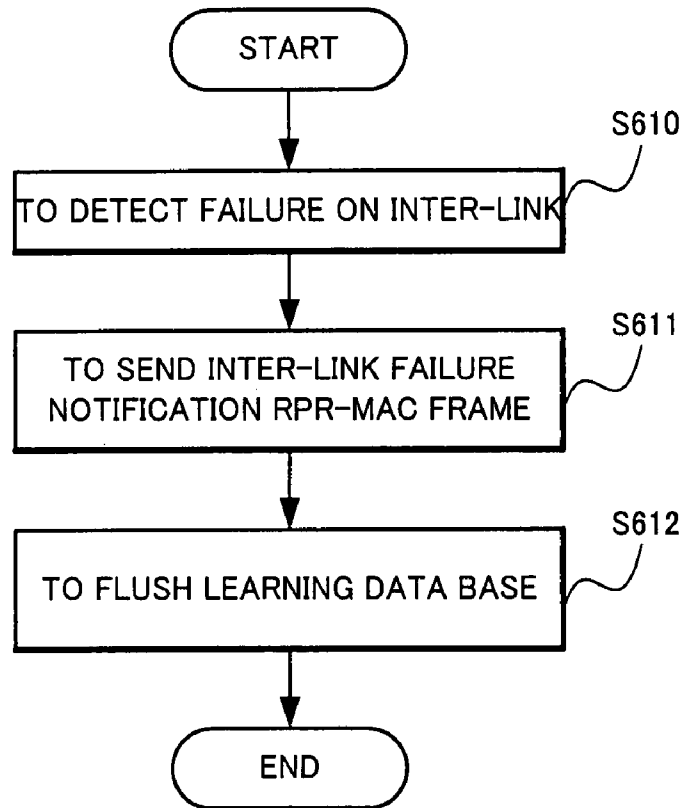 START
S610
TO DETECT FAILURE ON INTER-LINK
S611
TO SEND INTER-LINK FAILURE
NOTIFICATION RPR-MAC FRAME
S612
TO FLUSH LEARNING DATA BASE
END